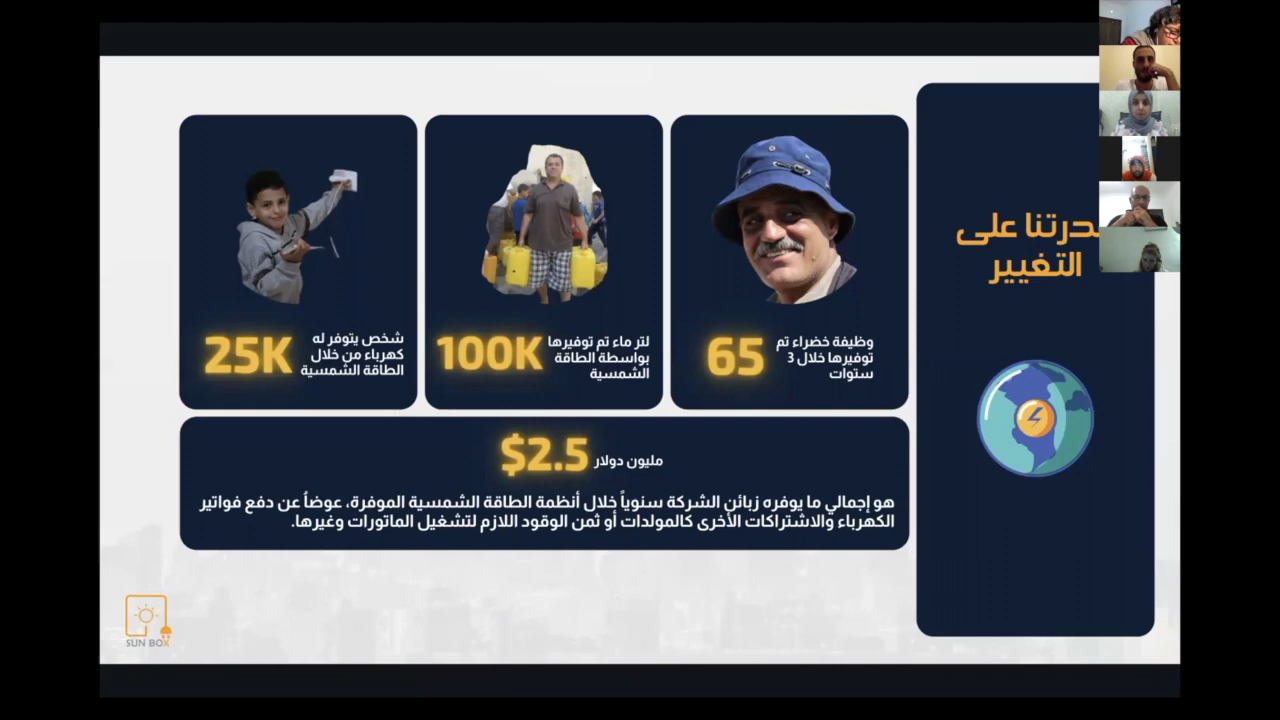 على
التغيير
65
وظيفة خضراء تم
توفيرها خلال 3
ستوات
100K
لتر ماء تم توفيرها
بواسطة الطاقة
الشمسية
25K
شخص يتوفر له
كهرباء من خلال
الطاقة الشمسية
$2.5 مليون دولار
هو إجمالي ما يوفره زبائن الشركة سنوياً خلال أنظمة الطاقة الشمسية الموفرة، عوضاً عن دفع فواتير
الكهرباء والاشتراكات الأخرى كالمولدات أو ثمن الوقود اللازم لتشغيل الماتورات وغيرها.
SUN BOX